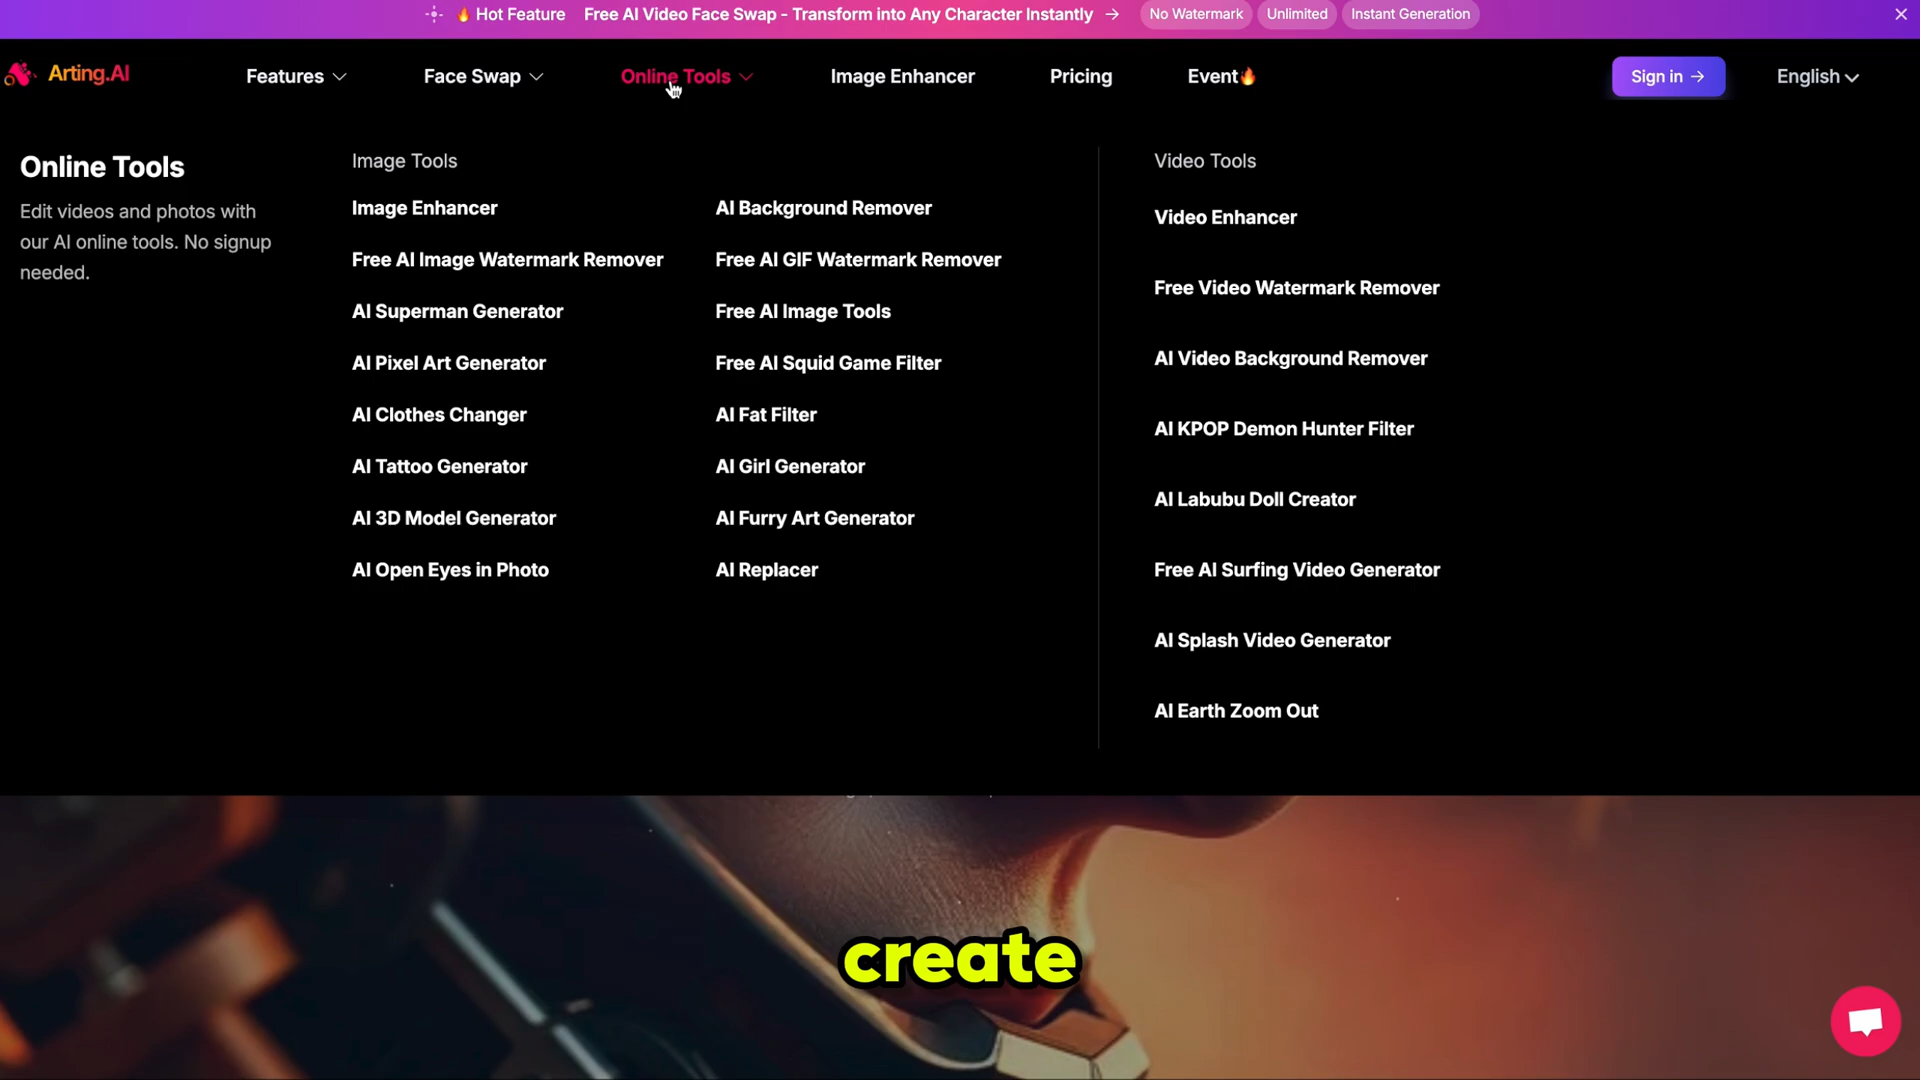 🔥 Hot Feature Free AI Video Face Swap - Transform into Any Character Instantly → No Watermark Unlimited Instant Generation
Arting.AI Features Face Swap Online Tools Image Enhancer Pricing Event🔥 Sign in → English
Online Tools
Edit videos and photos with
our AI online tools. No signup
needed.
Image Tools
Image Enhancer
Free AI Image Watermark Remover
AI Superman Generator
AI Pixel Art Generator
AI Clothes Changer
AI Tattoo Generator
AI 3D Model Generator
AI Open Eyes in Photo
AI Background Remover
Free AI GIF Watermark Remover
Free AI Image Tools
Free AI Squid Game Filter
AI Fat Filter
AI Girl Generator
AI Furry Art Generator
AI Replacer
Video Tools
Video Enhancer
Free Video Watermark Remover
AI Video Background Remover
AI KPOP Demon Hunter Filter
AI Labubu Doll Creator
Free AI Surfing Video Generator
AI Splash Video Generator
AI Earth Zoom Out
create